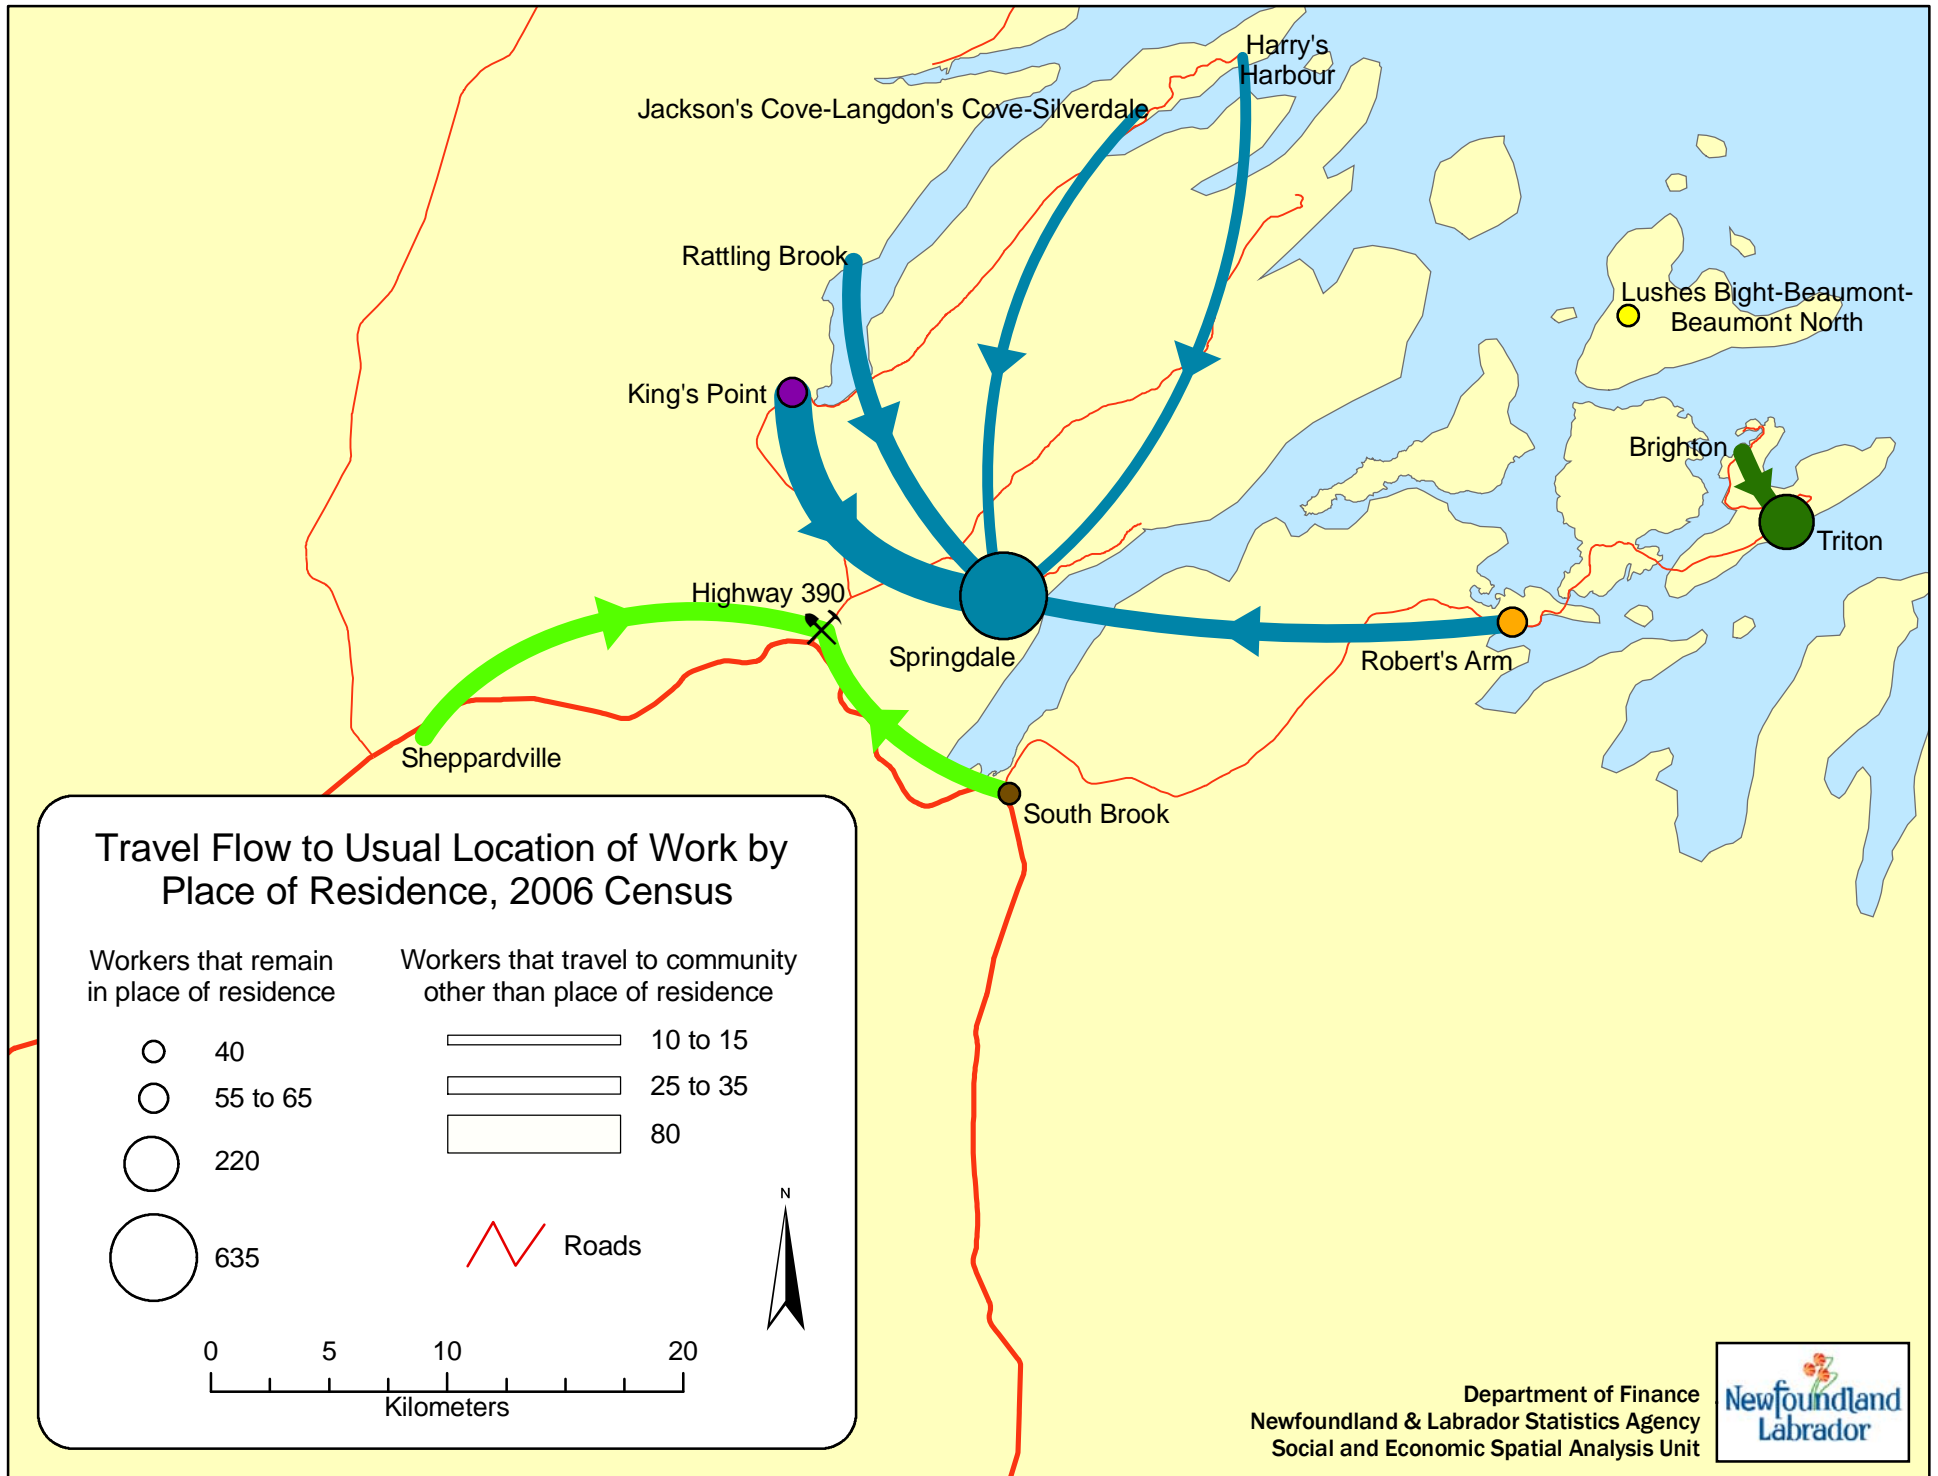 Harry's
Harbour
Jackson's Cove-Langdon's Cove-Silverdale
Rattling Brook
Lushes Bight-Beaumont-
Beaumont North
King's Point
Brighton
Triton
Highway 390
Springdale
Robert's Arm
Sheppardville
South Brook
Travel Flow to Usual Location of Work by
Place of Residence, 2006 Census
Workers that remain
in place of residence
40
55 to 65
220
635
Workers that travel to community
other than place of residence
10 to 15
25 to 35
80
Roads
N
0 5 10 20
Kilometers
Department of Finance
Newfoundland & Labrador Statistics Agency
Social and Economic Spatial Analysis Unit
Newfoundland
Labrador